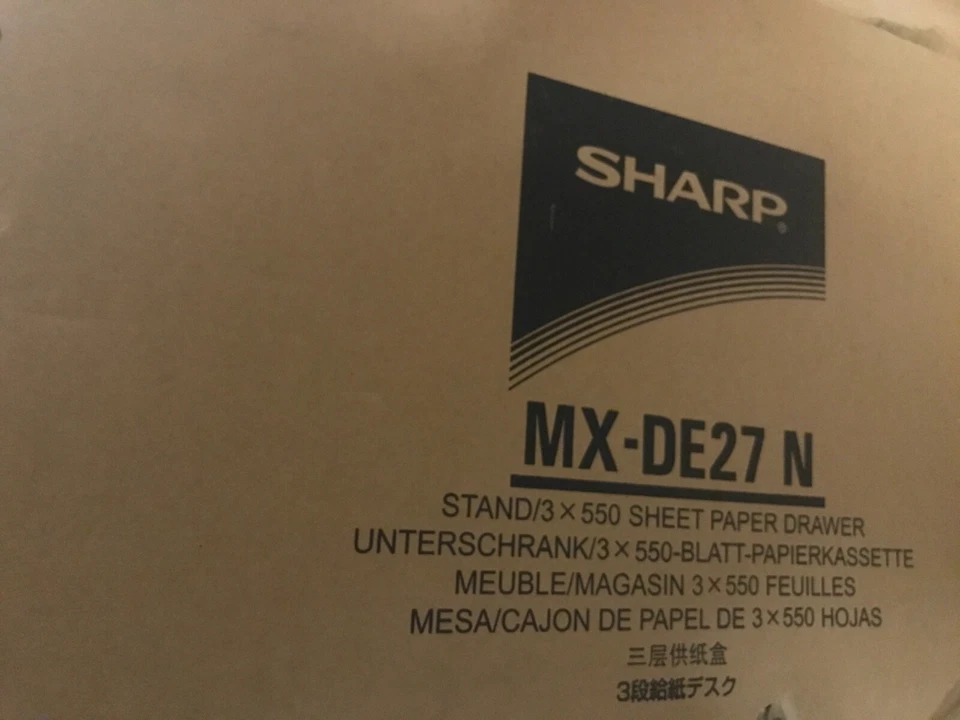 SHARP®
MX-DE27 N
STAND/3×550 SHEET PAPER DRAWER
UNTERSCHRANK/3×550-BLATT-PAPIERKASSETTE
MEUBLE/MAGASIN 3×550 FEUILLES
MESA/CAJON DE PAPEL DE 3×550 HOJAS
三层供纸盒
3段給紙デスク